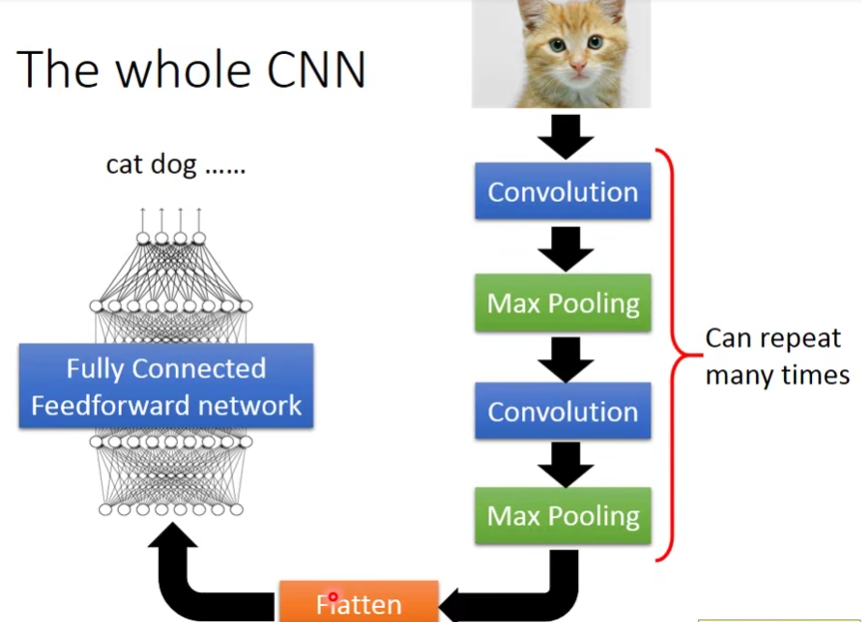 The whole CNN
cat dog ……
Convolution
Max Pooling
Convolution
Max Pooling
Can repeat
many times
Flatten
Fully Connected
Feedforward network